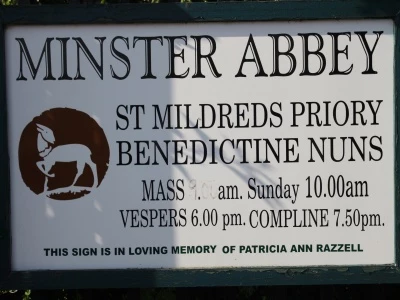 MINSTER ABBEY
ST MILDREDS PRIORY
BENEDICTINE NUNS
MASS am. Sunday 10.00am
VESPERS 6.00 pm. COMPLINE 7.50pm.
THIS SIGN IS IN LOVING MEMORY OF PATRICIA ANN RAZZELL